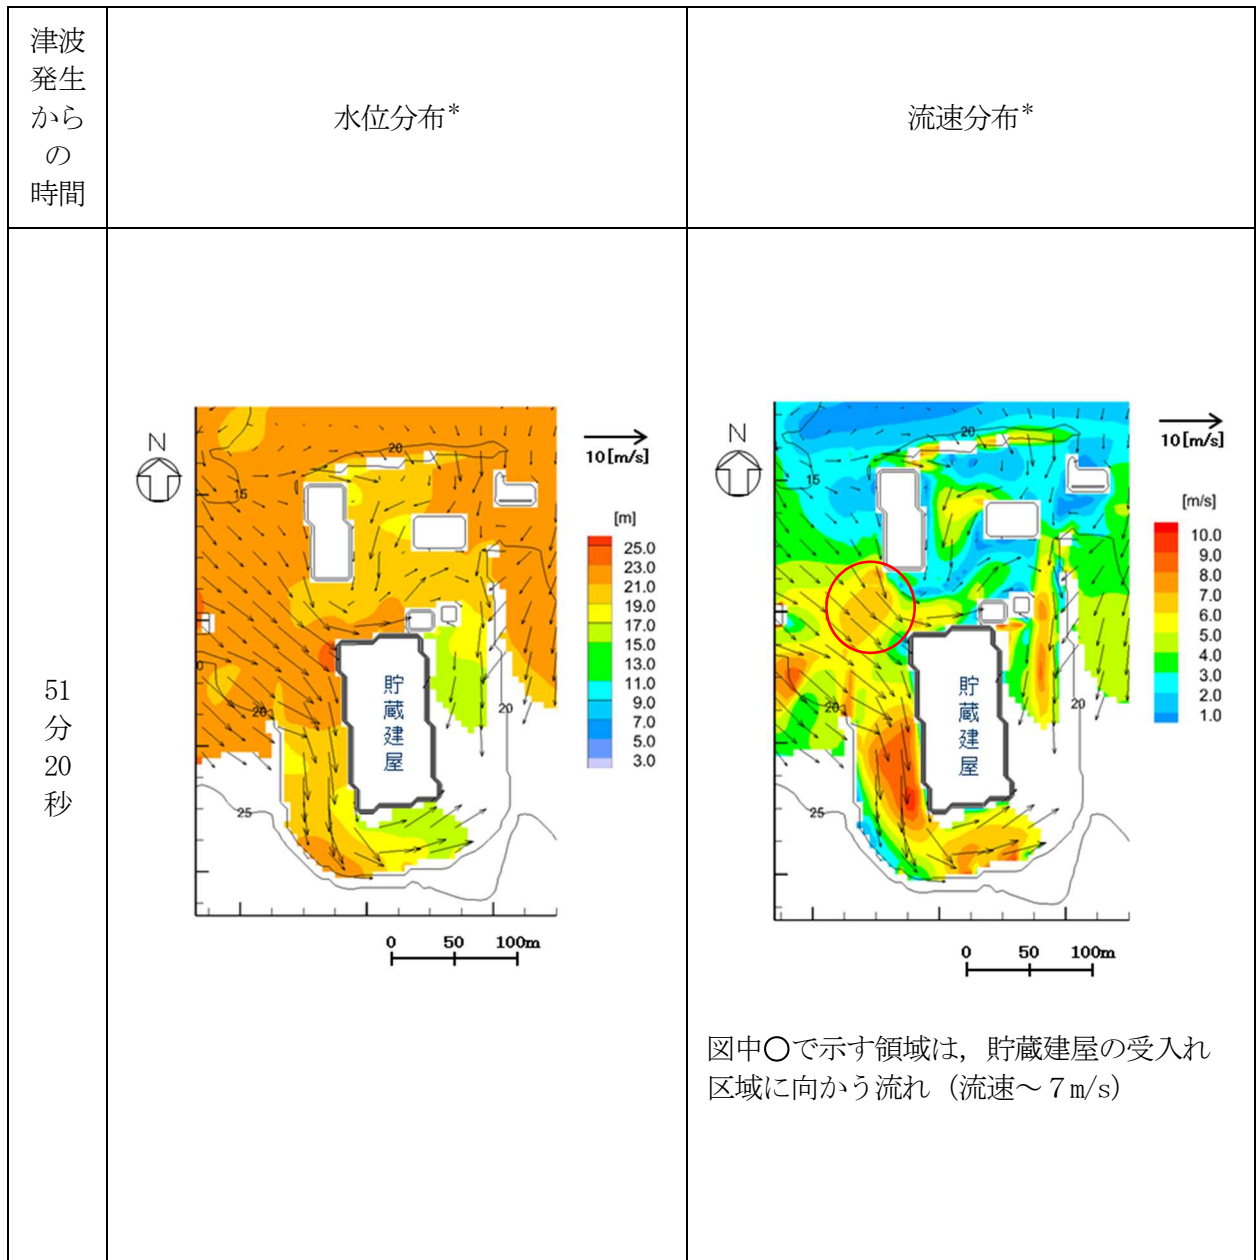 津波
発生
から
の
時間
水位分布*
流速分布*
51
分
20
秒
N
20
15
20
20
25
貯
蔵
建
屋
10[m/s]
[m]
25.0
23.0
21.0
19.0
17.0
15.0
13.0
11.0
9.0
7.0
5.0
3.0
0 50 100m
N
20
15
20
20
25
貯
蔵
建
屋
10[m/s]
[m/s]
10.0
9.0
8.0
7.0
6.0
5.0
4.0
3.0
2.0
1.0
0 50 100m
図中〇で示す領域は，貯蔵建屋の受入れ
区域に向かう流れ（流速～７m/s）